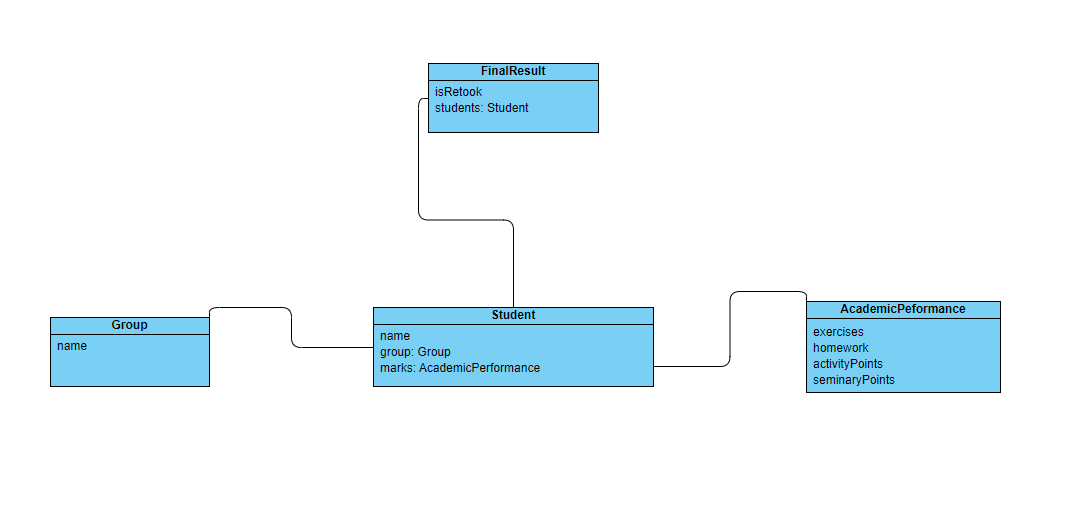 FinalResult
isRetook
students: Student
Group
name
Student
name
group: Group
marks: AcademicPerformance
AcademicPeformance
exercises
homework
activityPoints
seminaryPoints